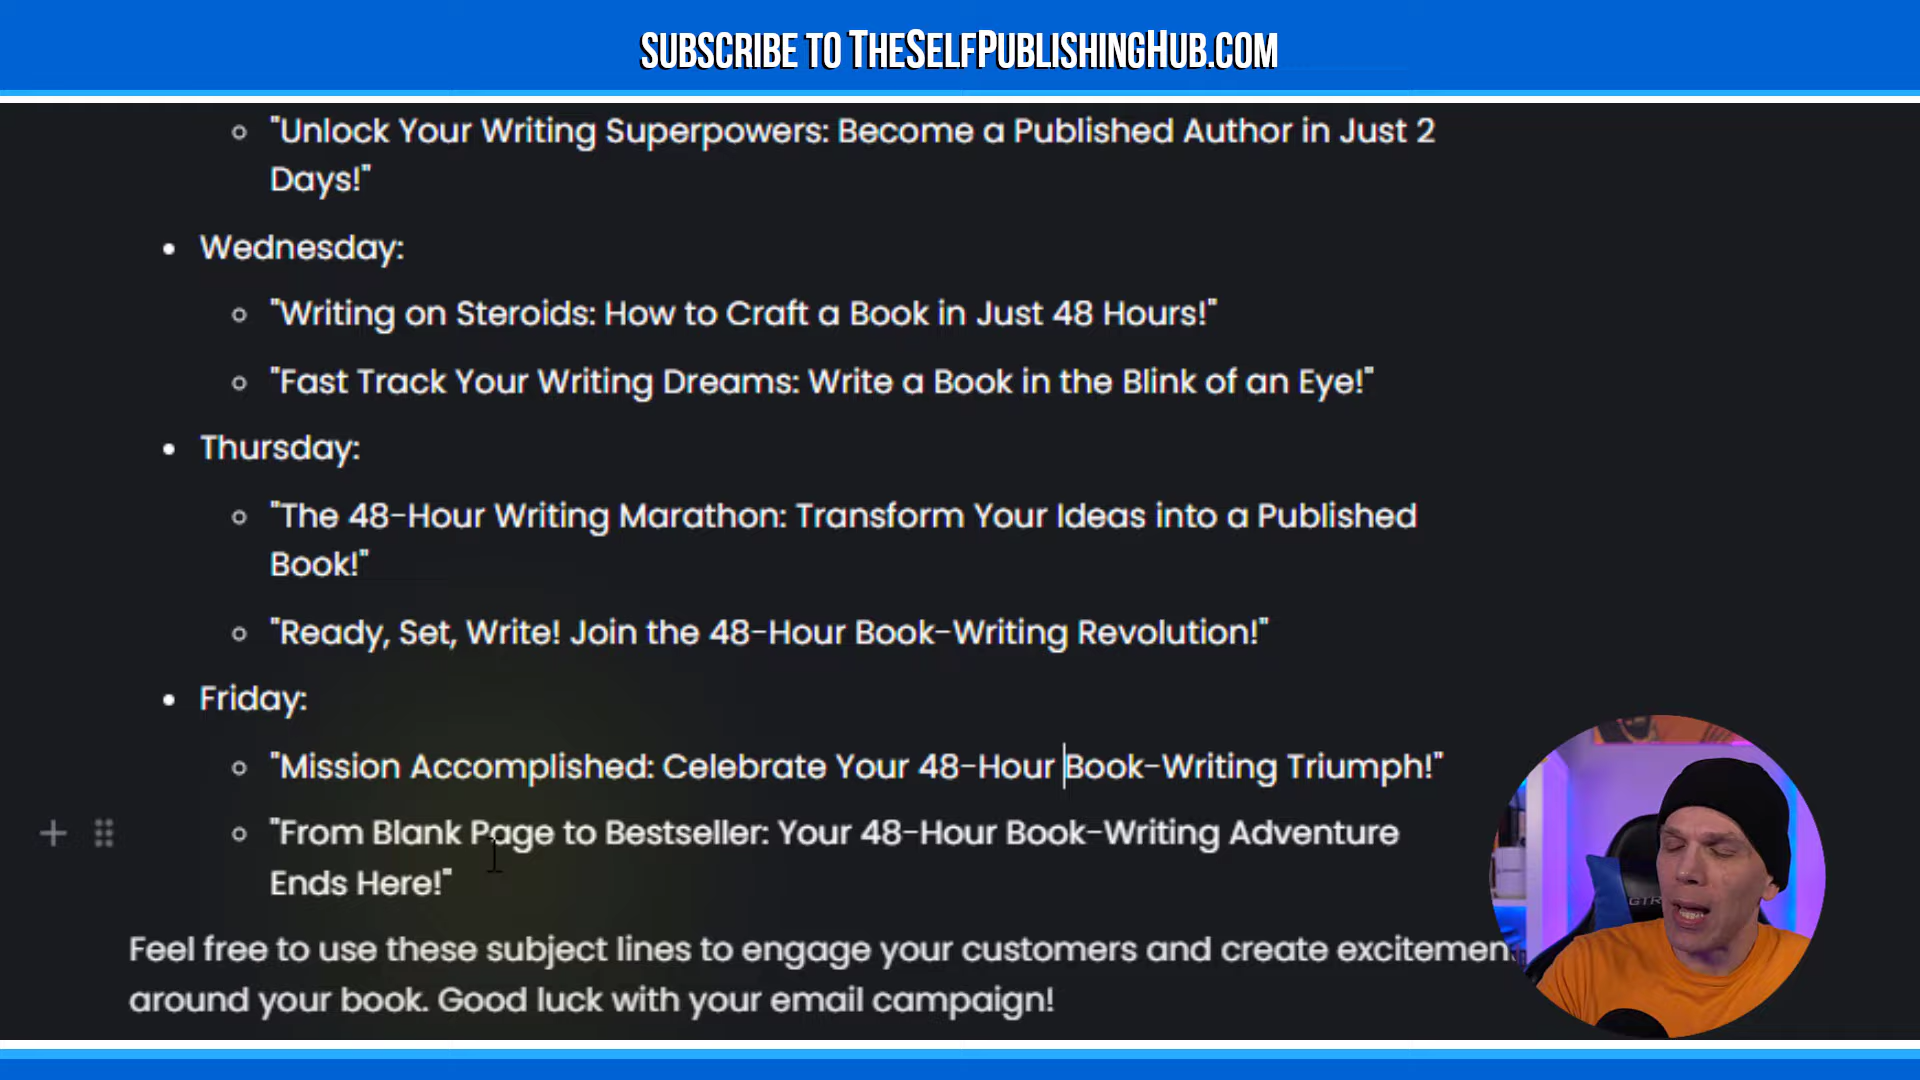 SUBSCRIBE TO THESELFPUBLISHINGHUB.COM
"Unlock Your Writing Superpowers: Become a Published Author in Just 2
Days!"
Wednesday:
"Writing on Steroids: How to Craft a Book in Just 48 Hours!"
"Fast Track Your Writing Dreams: Write a Book in the Blink of an Eye!"
Thursday:
"The 48-Hour Writing Marathon: Transform Your Ideas into a Published
Book!"
"Ready, Set, Write! Join the 48-Hour Book-Writing Revolution!"
Friday:
"Mission Accomplished: Celebrate Your 48-Hour Book-Writing Triumph!"
"From Blank Page to Bestseller: Your 48-Hour Book-Writing Adventure
Ends Here!"
Feel free to use these subject lines to engage your customers and create excitemen
around your book. Good luck with your email campaign!
GTR